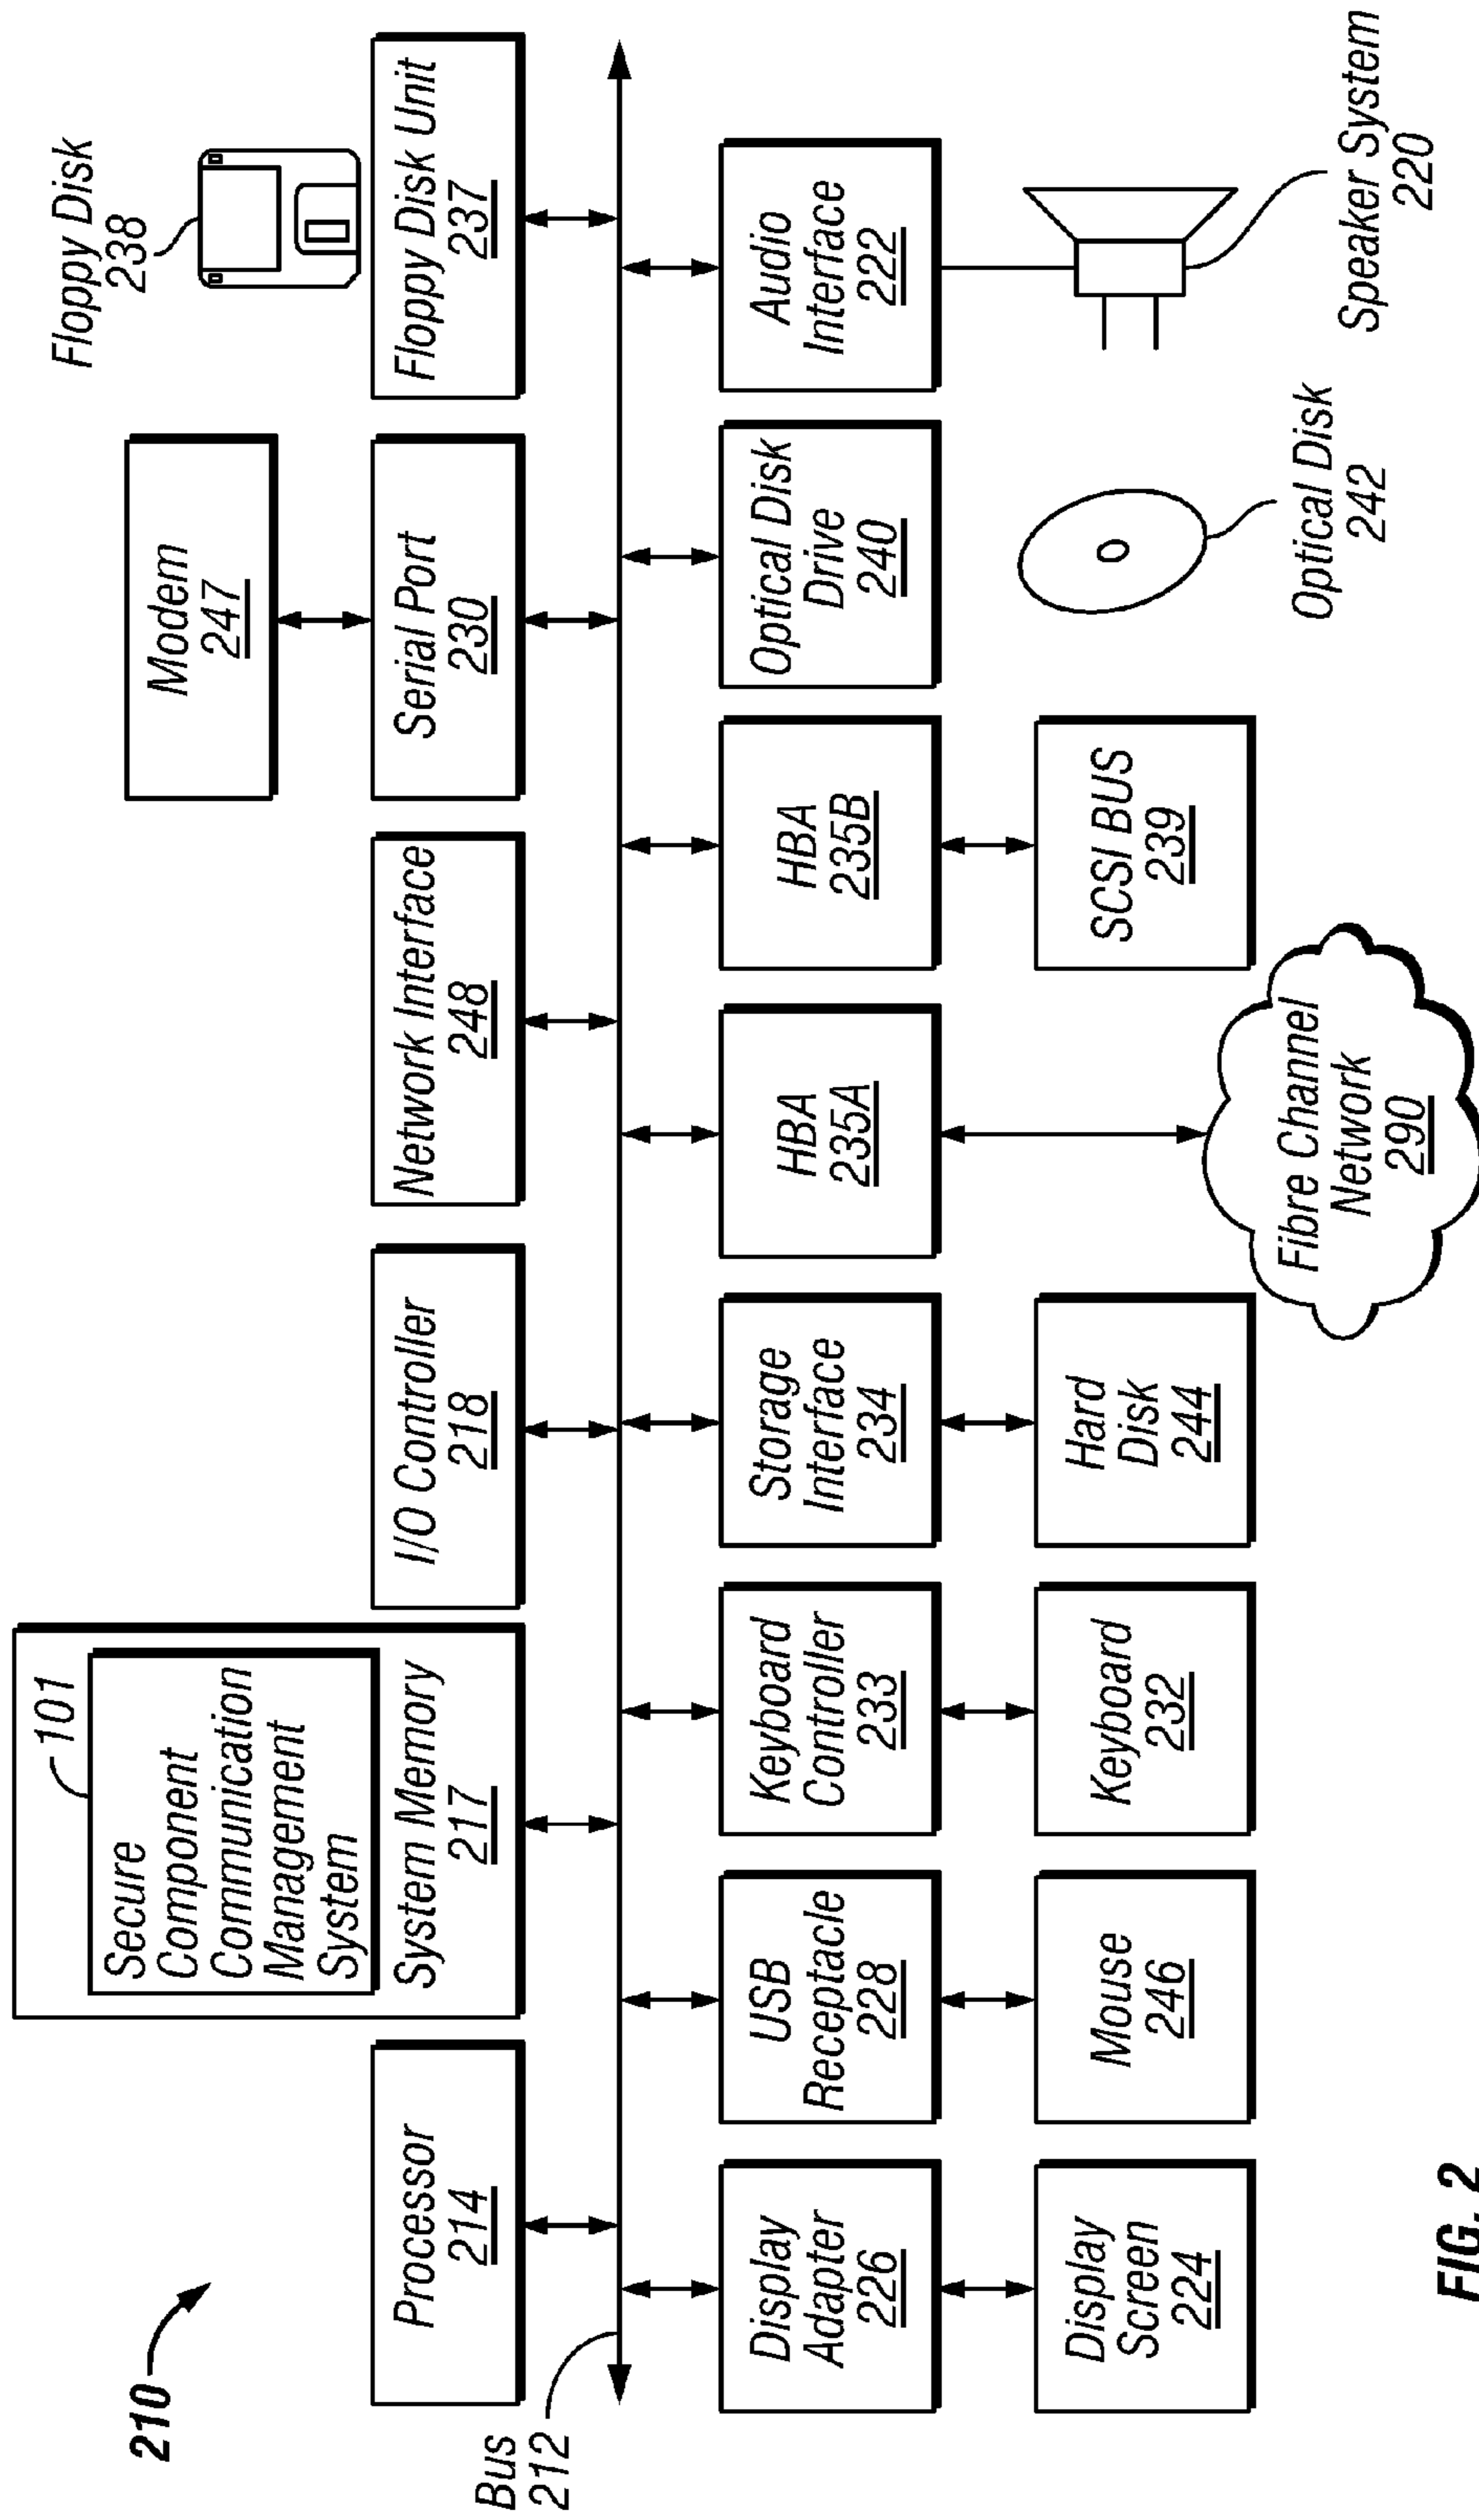 210
Bus
212
Processor
214
101
Secure
Component
Communication
Management
System
System Memory
217
I/O Controller
218
Network Interface
248
Modem
247
Serial Port
230
Floppy Disk
238
Floppy Disk Unit
237
Display
Adapter
226
USB
Receptacle
228
Keyboard
Controller
233
Storage
Interface
234
HBA
235A
HBA
235B
Optical Disk
Drive
240
Audio
Interface
222
Display
Screen
224
Mouse
246
Keyboard
232
Hard
Disk
244
Fibre Channel
Network
290
SCSI BUS
239
Optical Disk
242
Speaker System
220
FIG. 2